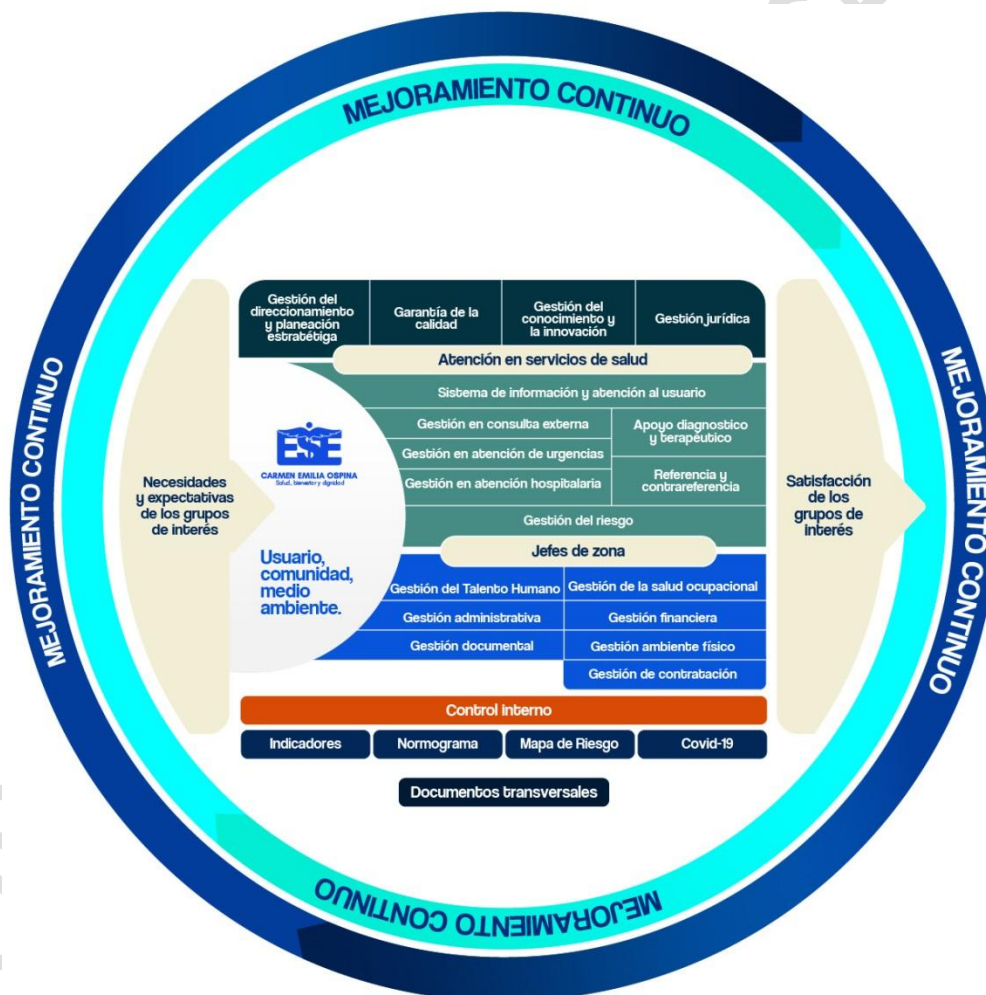 MEJORAMIENTO CONTINUO
MEJORAMIENTO CONTINUO
Necesidades
y expectativas
de los grupos
de interés
Gestión del
direccionamiento
y planeación
estratétiga
Garantía de la
calidad
Gestión del
conocimiento y
la innovación
Gestión jurídica
Atención en servicios de salud
Sistema de información y atención al usuario
Gestión en consulta externa
Gestión en atención de urgencias
Gestión en atención hospitalaria
Apoyo diagnostico
y terapéutico
Referencia y
contrareferencia
Gestión del riesgo
ESE
CARMEN EMILIA OSPINA
Salud, bienestar y dignidad
Usuario,
comunidad,
medio
ambiente.
Jefes de zona
Gestión del Talento Humano
Gestión de la salud ocupacional
Gestión administrativa
Gestión financiera
Gestión documental
Gestión ambiente físico
Gestión de contratación
Control interno
Indicadores
Normograma
Mapa de Riesgo
Covid-19
Documentos transversales
Satisfacción
de los
grupos de
interés
MEJORAMIENTO CONTINUO
MEJORAMIENTO CONTINUO